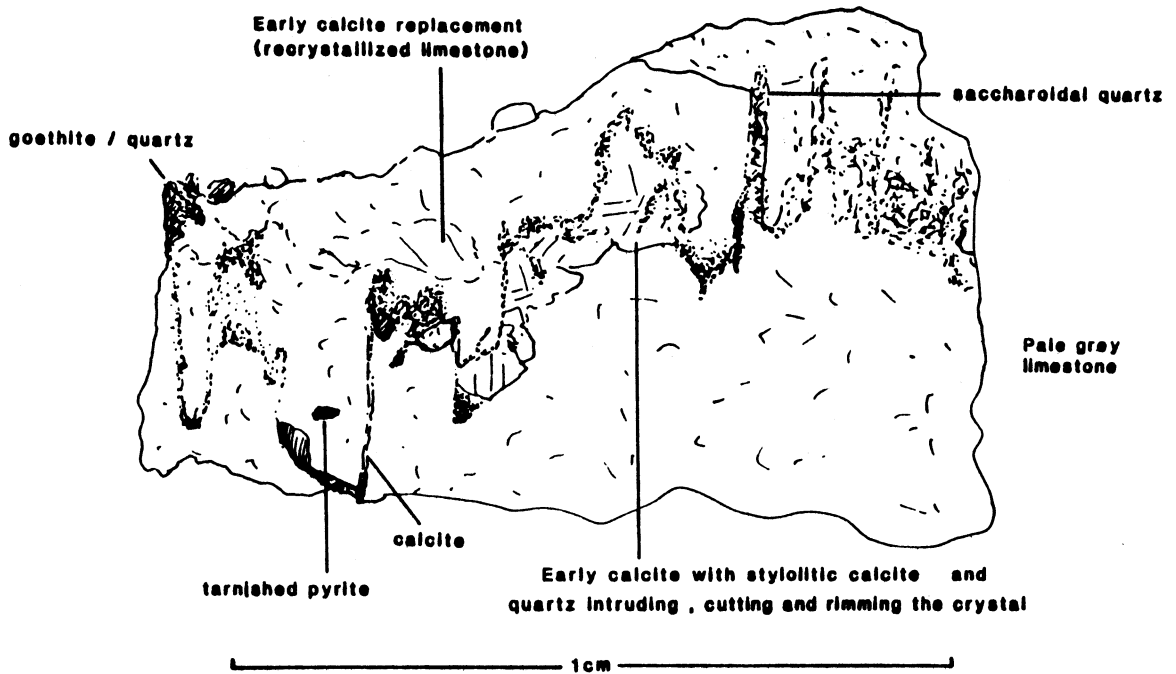 Early calcite replacement
(recrystallized limestone)
saccharoidal quartz
goethite / quartz
Pale grey
limestone
calcite
tarnished pyrite
Early calcite with stylolitic calcite and
quartz intruding , cutting and rimming the crystal
1cm